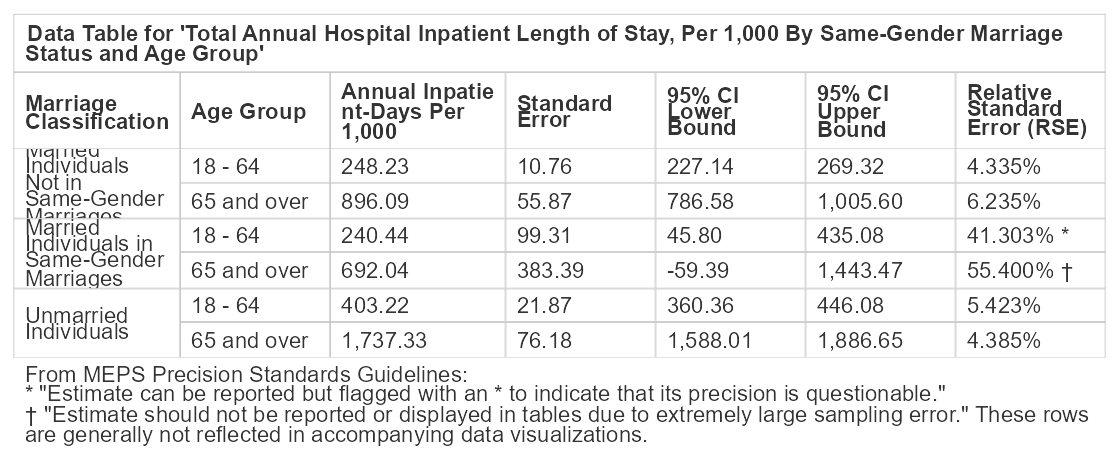 Data Table for 'Total Annual Hospital Inpatient Length of Stay, Per 1,000 By Same-Gender Marriage
Status and Age Group'
Marriage
Classification
Age Group
Annual Inpatie
nt-Days Per
1,000
Standard
Error
95% CI
Lower
Bound
95% CI
Upper
Bound
Relative
Standard
Error (RSE)
Married
Individuals
Not in
Same-Gender
Marriages
18 - 64
248.23
10.76
227.14
269.32
4.335%
65 and over
896.09
55.87
786.58
1,005.60
6.235%
Married
Individuals in
Same-Gender
Marriages
18 - 64
240.44
99.31
45.80
435.08
41.303% *
65 and over
692.04
383.39
-59.39
1,443.47
55.400% †
Unmarried
Individuals
18 - 64
403.22
21.87
360.36
446.08
5.423%
65 and over
1,737.33
76.18
1,588.01
1,886.65
4.385%
From MEPS Precision Standards Guidelines:
* "Estimate can be reported but flagged with an * to indicate that its precision is questionable."
† "Estimate should not be reported or displayed in tables due to extremely large sampling error." These rows
are generally not reflected in accompanying data visualizations.